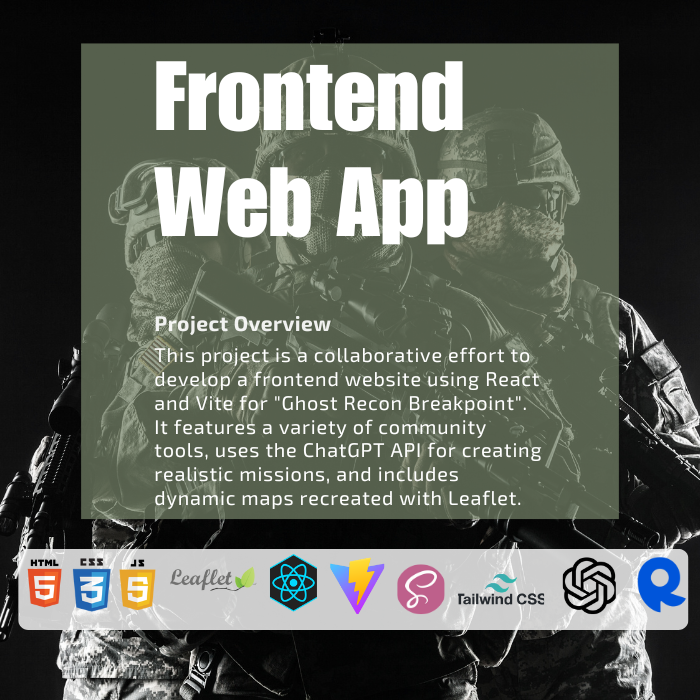 Frontend
Web App
Project Overview
This project is a collaborative effort to
develop a frontend website using React
and Vite for "Ghost Recon Breakpoint".
It features a variety of community
tools, uses the ChatGPT API for creating
realistic missions, and includes
dynamic maps recreated with Leaflet.
HTML 5 CSS 3 JS 5 Leaflet Tailwind CSS